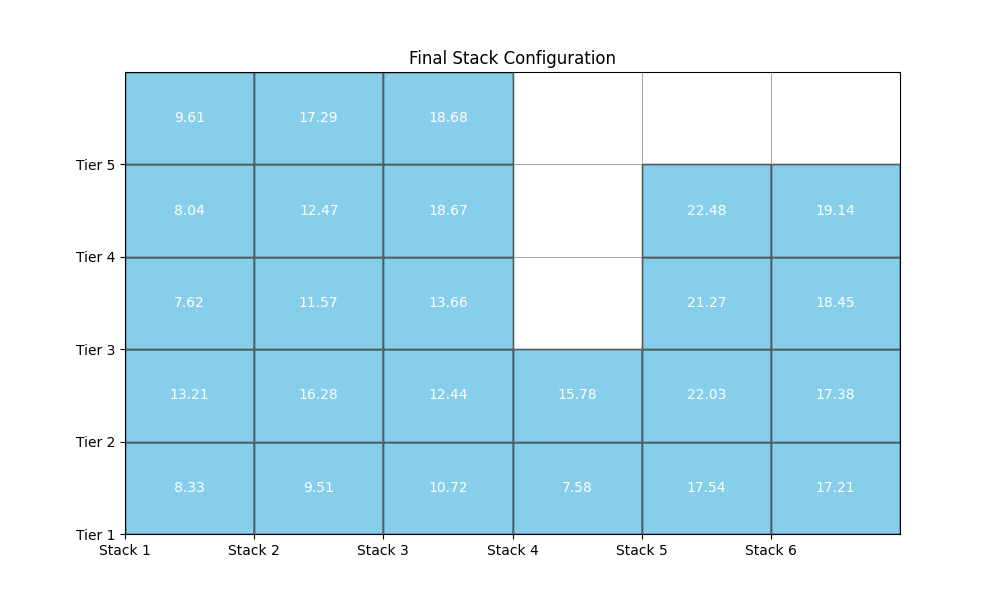 Final Stack Configuration
9.61 17.29 18.68
Tier 5
8.04 12.47 18.67 22.48 19.14
Tier 4
7.62 11.57 13.66 21.27 18.45
Tier 3
13.21 16.28 12.44 15.78 22.03 17.38
Tier 2
8.33 9.51 10.72 7.58 17.54 17.21
Tier 1
Stack 1 Stack 2 Stack 3 Stack 4 Stack 5 Stack 6